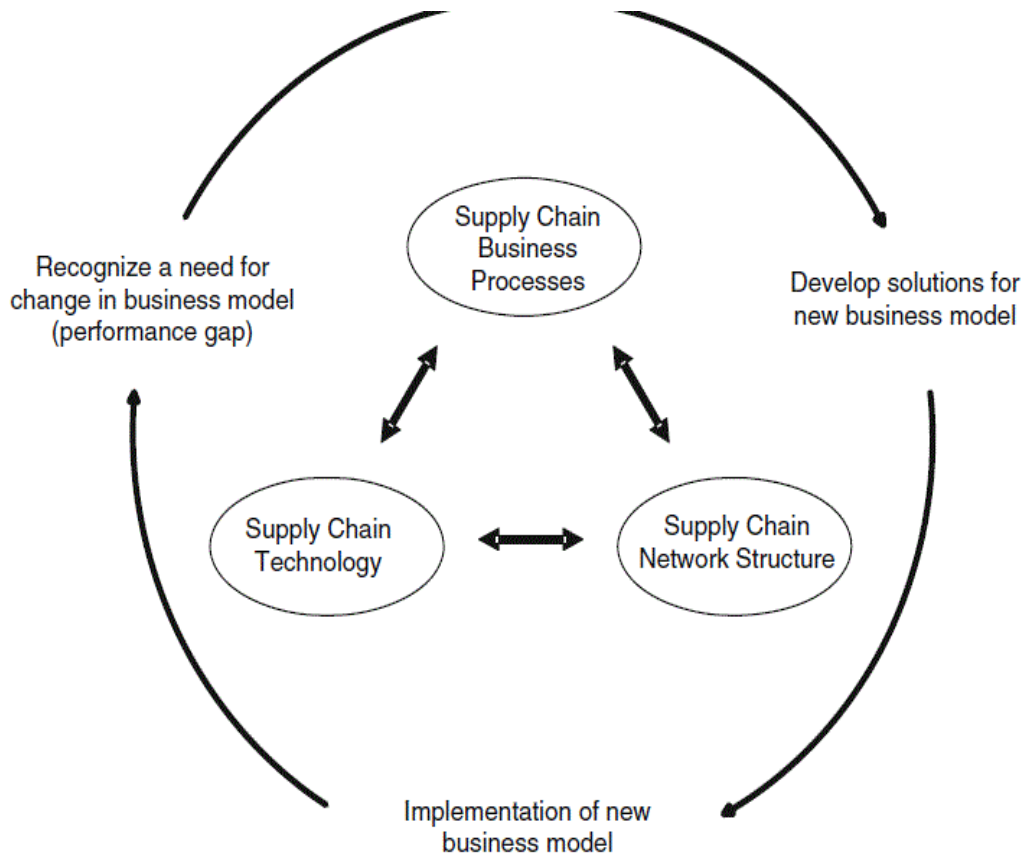 Supply Chain
Business
Processes
Recognize a need for
change in business model
(performance gap)
Develop solutions for
new business model
Supply Chain
Technology
Supply Chain
Network Structure
Implementation of new
business model